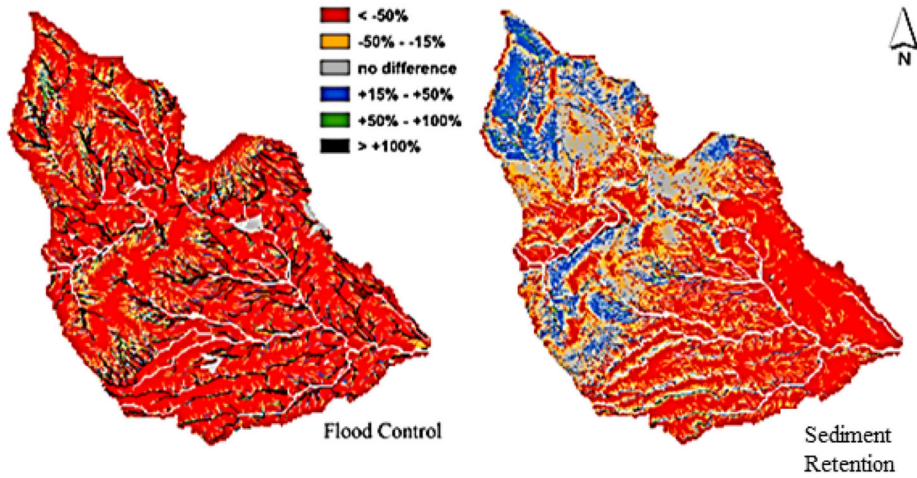 < -50%
-50% - -15%
no difference
+15% - +50%
+50% - +100%
> +100%
N
Flood Control
Sediment
Retention